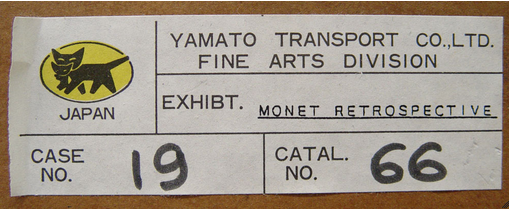 YAMATO TRANSPORT CO.,LTD.
FINE ARTS DIVISION
JAPAN
EXHIBT. MONET RETROSPECTIVE
CASE NO. 19
CATAL. NO. 66